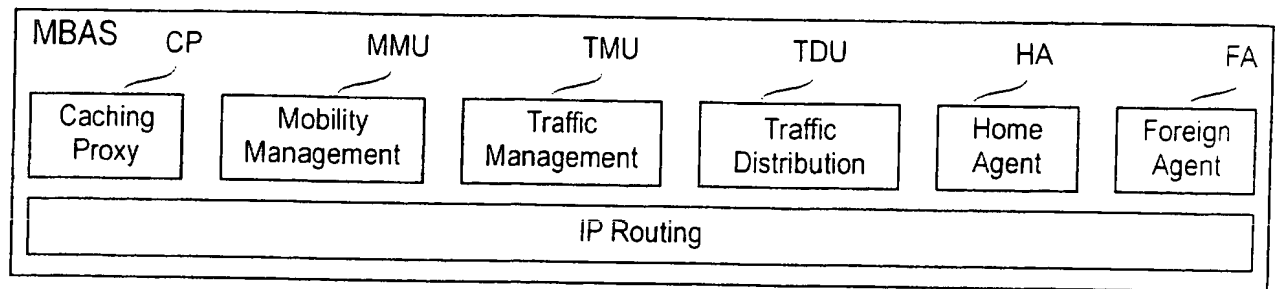 MBAS
CP
MMU
TMU
TDU
HA
FA
Caching
Proxy
Mobility
Management
Traffic
Management
Traffic
Distribution
Home
Agent
Foreign
Agent
IP Routing